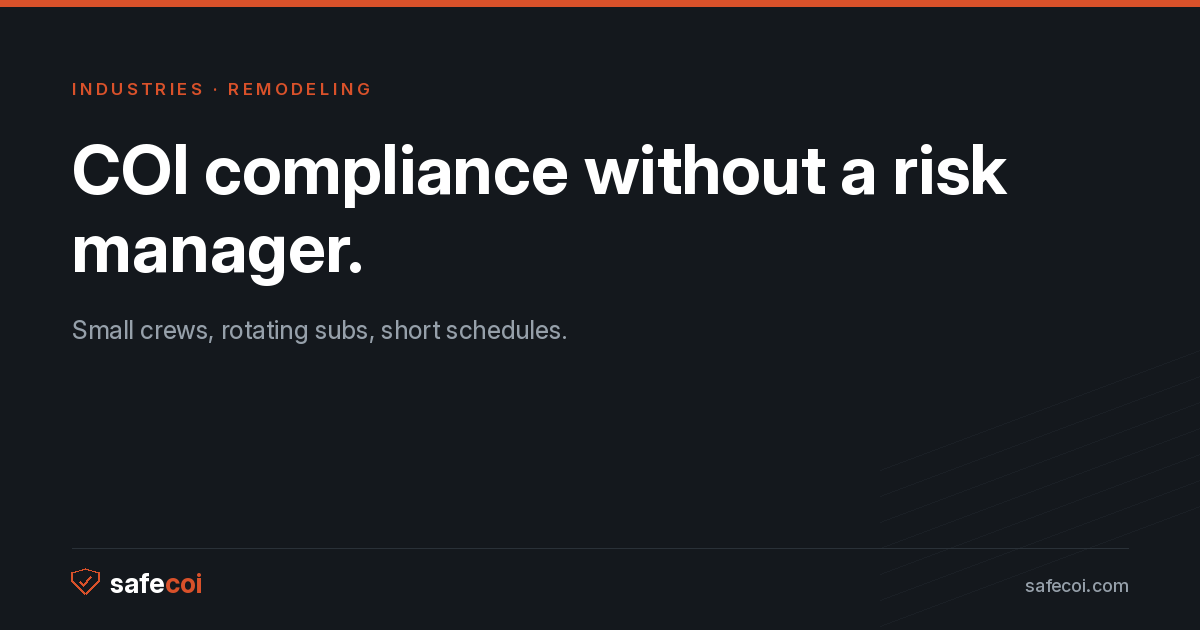 INDUSTRIES · REMODELING
COI compliance without a risk
manager.
Small crews, rotating subs, short schedules.
safecoi
safecoi.com